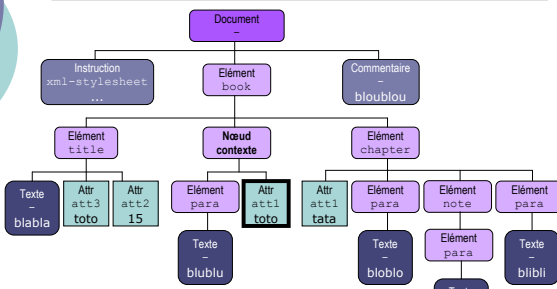 Document
–
Instruction
xml-stylesheet
...
Elément
book
Commentaire
–
bloublou
Elément
title
Nœud
contexte
Elément
chapter
Texte
–
blabla
Attr
att3
toto
Attr
att2
15
Elément
para
Attr
att1
toto
Attr
att1
tata
Elément
para
Elément
note
Elément
para
Texte
–
blublu
Texte
–
bloblo
Elément
para
Texte
–
blibli
Texte